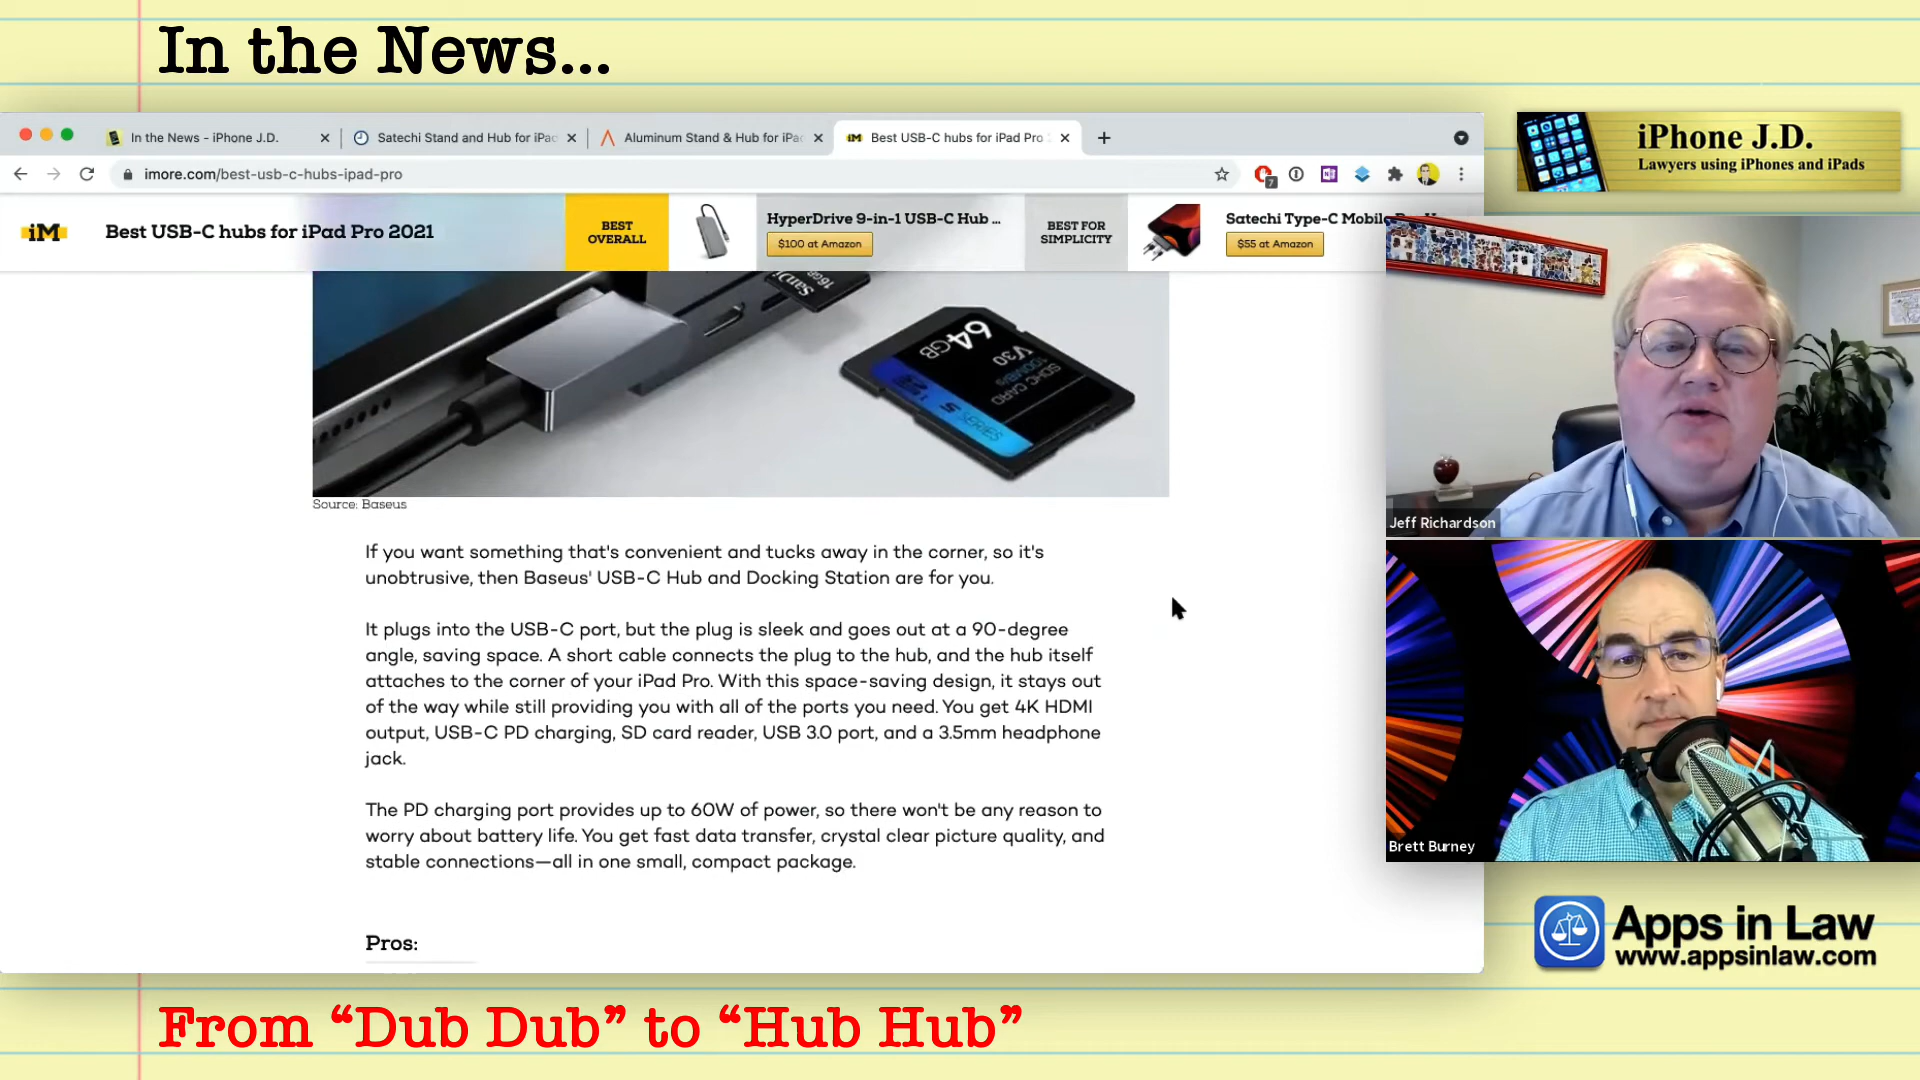 In the News...
In the News - iPhone J.D.
Satechi Stand and Hub for iPad
Aluminum Stand & Hub for iPa
Best USB-C hubs for iPad Pro
imore.com/best-usb-c-hubs-ipad-pro
7
iM
Best USB-C hubs for iPad Pro 2021
BEST
OVERALL
HyperDrive 9-in-1 USB-C Hub ...
$100 at Amazon
BEST FOR
SIMPLICITY
Satechi Type-C Mobile
$55 at Amazon
iPhone J.D.
Lawyers using iPhones and iPads
SanDi
16GB
64
GB
V30
100MB/s
SDHC CARD
S SERIES
Source: Baseus
If you want something that's convenient and tucks away in the corner, so it's
unobtrusive, then Baseus' USB-C Hub and Docking Station are for you.
It plugs into the USB-C port, but the plug is sleek and goes out at a 90-degree
angle, saving space. A short cable connects the plug to the hub, and the hub itself
attaches to the corner of your iPad Pro. With this space-saving design, it stays out
of the way while still providing you with all of the ports you need. You get 4K HDMI
output, USB-C PD charging, SD card reader, USB 3.0 port, and a 3.5mm headphone
jack.
The PD charging port provides up to 60W of power, so there won't be any reason to
worry about battery life. You get fast data transfer, crystal clear picture quality, and
stable connections—all in one small, compact package.
Pros:
Jeff Richardson
Brett Burney
Apps in Law
www.appsinlaw.com
From “Dub Dub” to “Hub Hub”